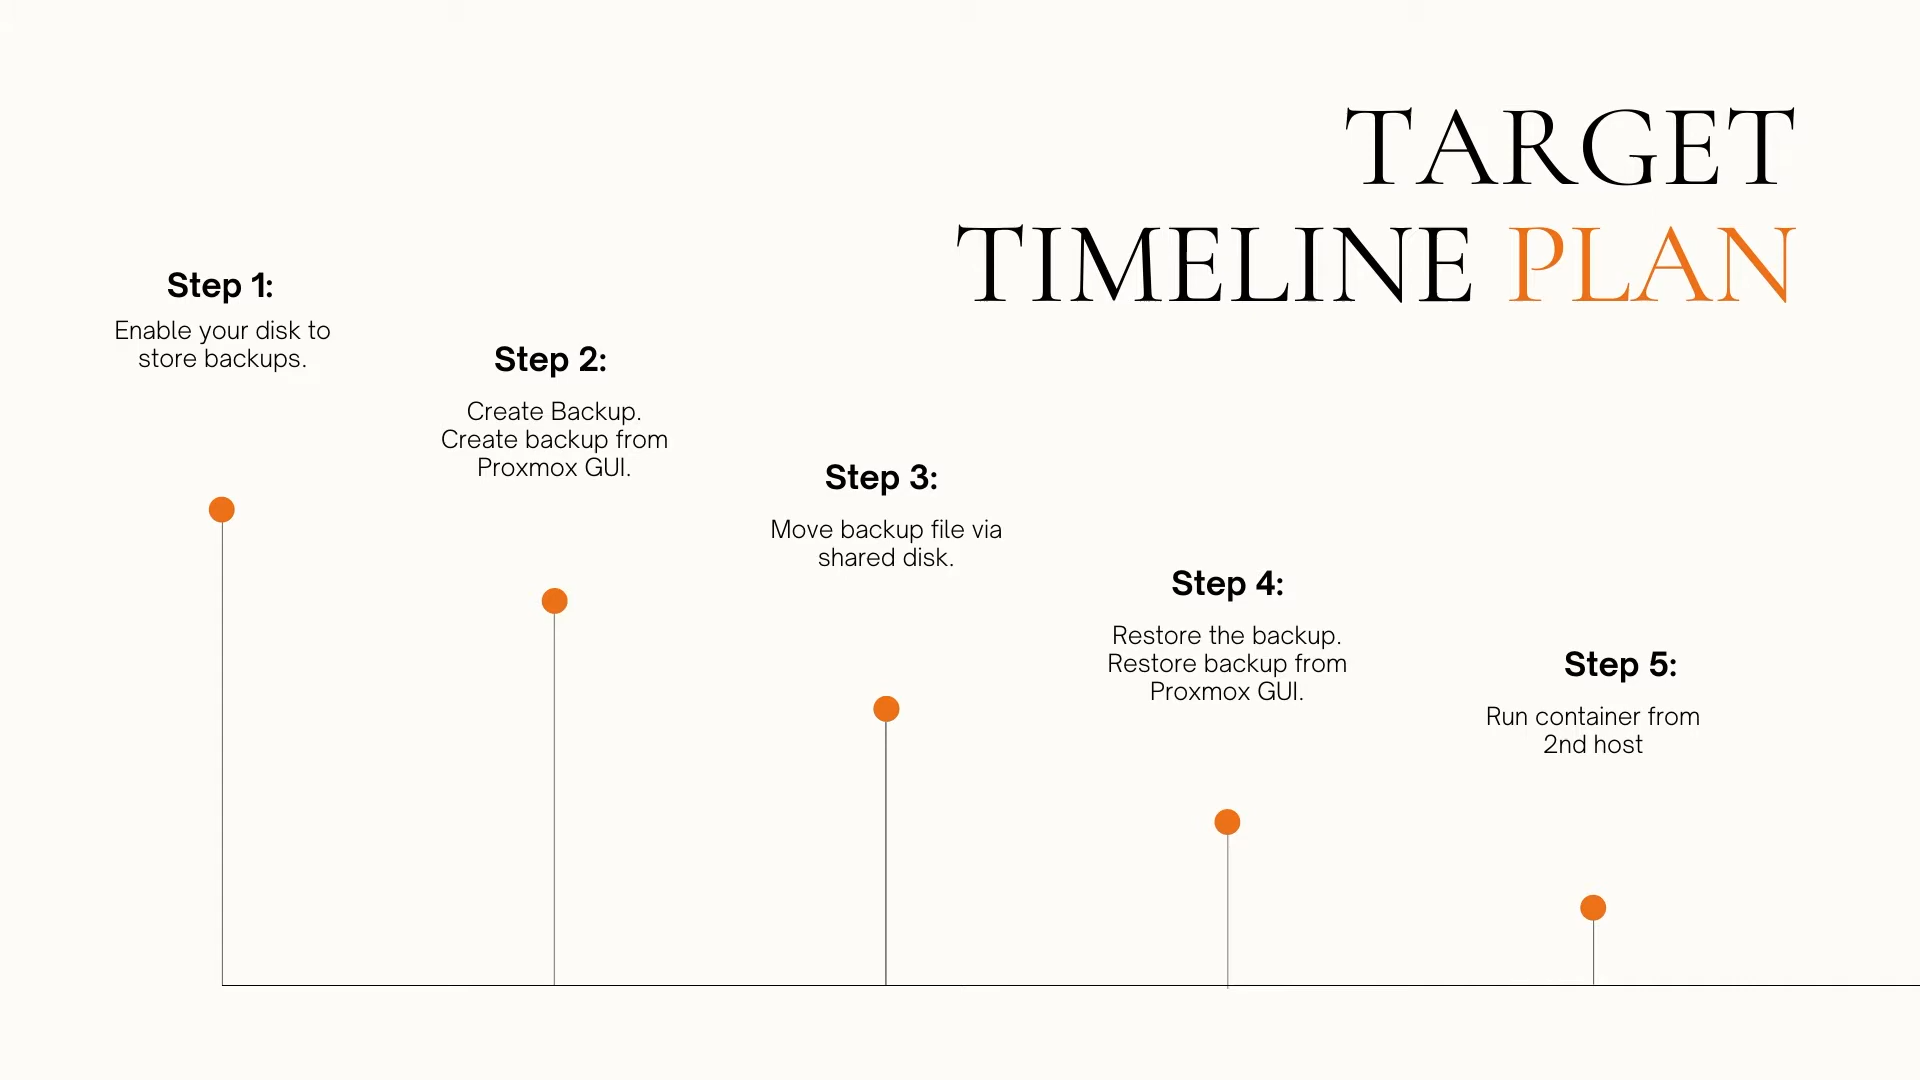 TARGET
TIMELINE PLAN
Step 1:
Enable your disk to
store backups.
Step 2:
Create Backup.
Create backup from
Proxmox GUI.
Step 3:
Move backup file via
shared disk.
Step 4:
Restore the backup.
Restore backup from
Proxmox GUI.
Step 5:
Run container from
2nd host